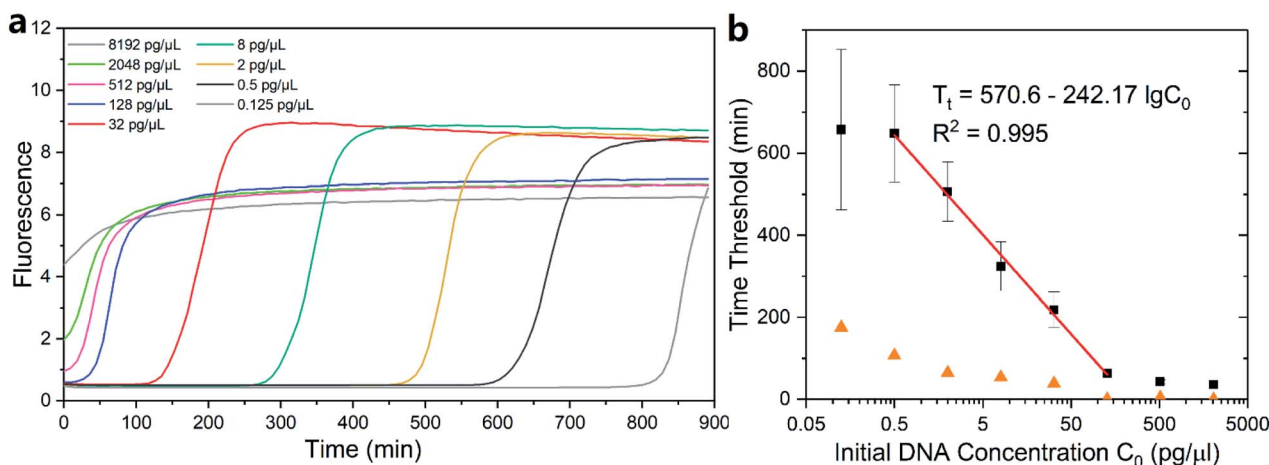 a
12
10
8
6
4
2
0
Fluorescence
8192 pg/µL
2048 pg/µL
512 pg/µL
128 pg/µL
32 pg/µL
8 pg/µL
2 pg/µL
0.5 pg/µL
0.125 pg/µL
0 100 200 300 400 500 600 700 800 900
Time (min)
b
800
600
400
200
0
Time Threshold (min)
Tₜ = 570.6 - 242.17 lgC₀
R² = 0.995
0.05 0.5 5 50 500 5000
Initial DNA Concentration C₀ (pg/µl)